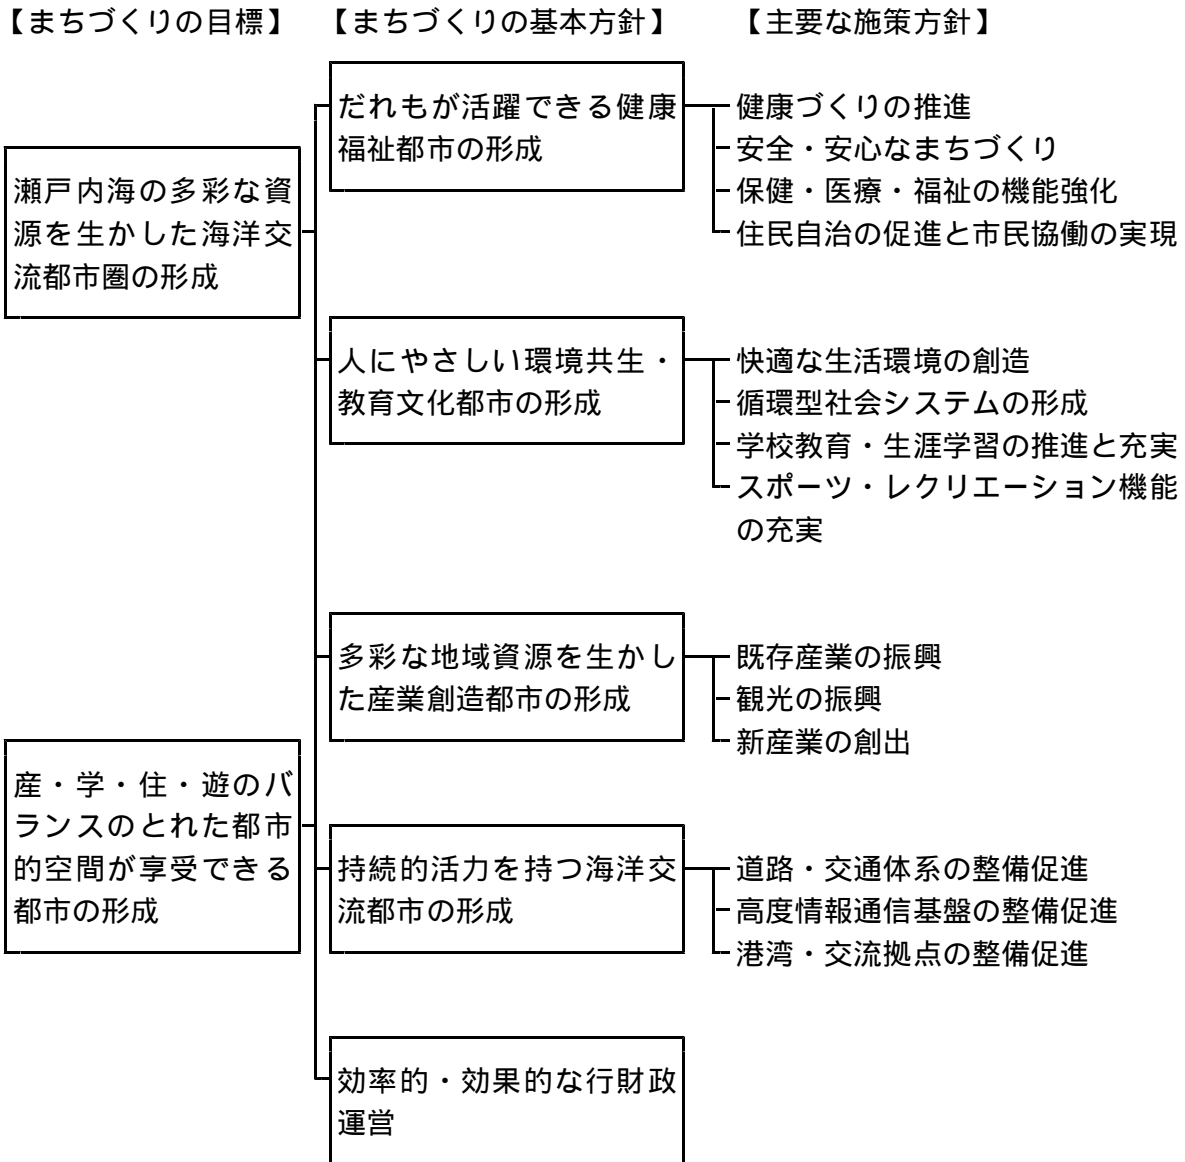 【まちづくりの目標】 【まちづくりの基本方針】 【主要な施策方針】
瀬戸内海の多彩な資
源を生かした海洋交
流都市圏の形成
産・学・住・遊のバ
ランスのとれた都市
的空間が享受できる
都市の形成
だれもが活躍できる健康
福祉都市の形成
健康づくりの推進
安全・安心なまちづくり
保健・医療・福祉の機能強化
住民自治の促進と市民協働の実現
人にやさしい環境共生・
教育文化都市の形成
快適な生活環境の創造
循環型社会システムの形成
学校教育・生涯学習の推進と充実
スポーツ・レクリエーション機能
の充実
多彩な地域資源を生かし
た産業創造都市の形成
既存産業の振興
観光の振興
新産業の創出
持続的活力を持つ海洋交
流都市の形成
道路・交通体系の整備促進
高度情報通信基盤の整備促進
港湾・交流拠点の整備促進
効率的・効果的な行財政
運営